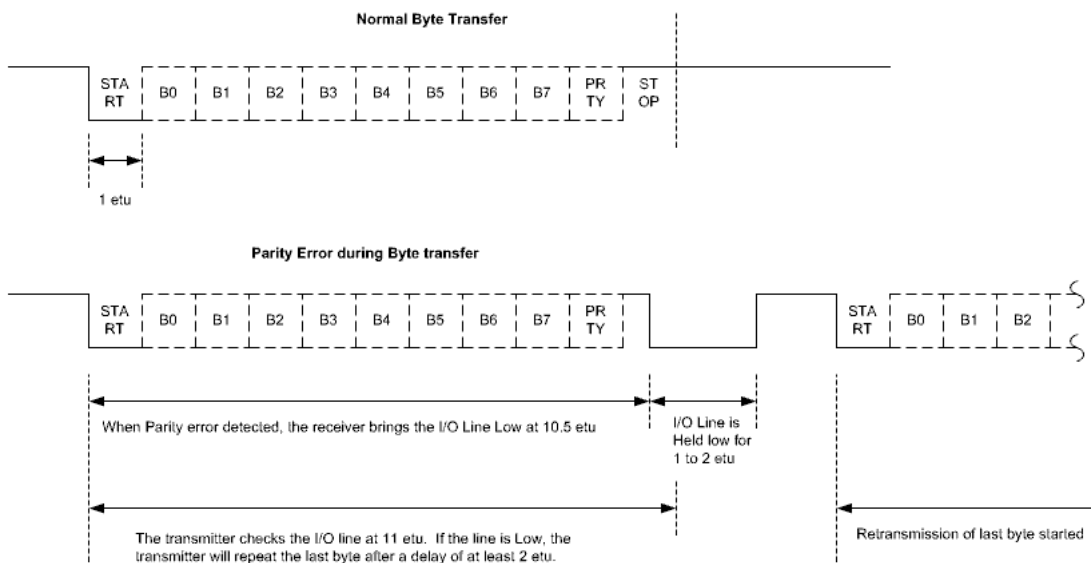 Normal Byte Transfer
STA
RT
B0 B1 B2 B3 B4 B5 B6 B7
PR
TY
ST
OP
1 etu
Parity Error during Byte transfer
STA
RT
B0 B1 B2 B3 B4 B5 B6 B7
PR
TY
STA
RT
B0 B1 B2
When Parity error detected, the receiver brings the I/O Line Low at 10.5 etu
I/O Line is
Held low for
1 to 2 etu
The transmitter checks the I/O line at 11 etu. If the line is Low, the
transmitter will repeat the last byte after a delay of at least 2 etu.
Retransmission of last byte started